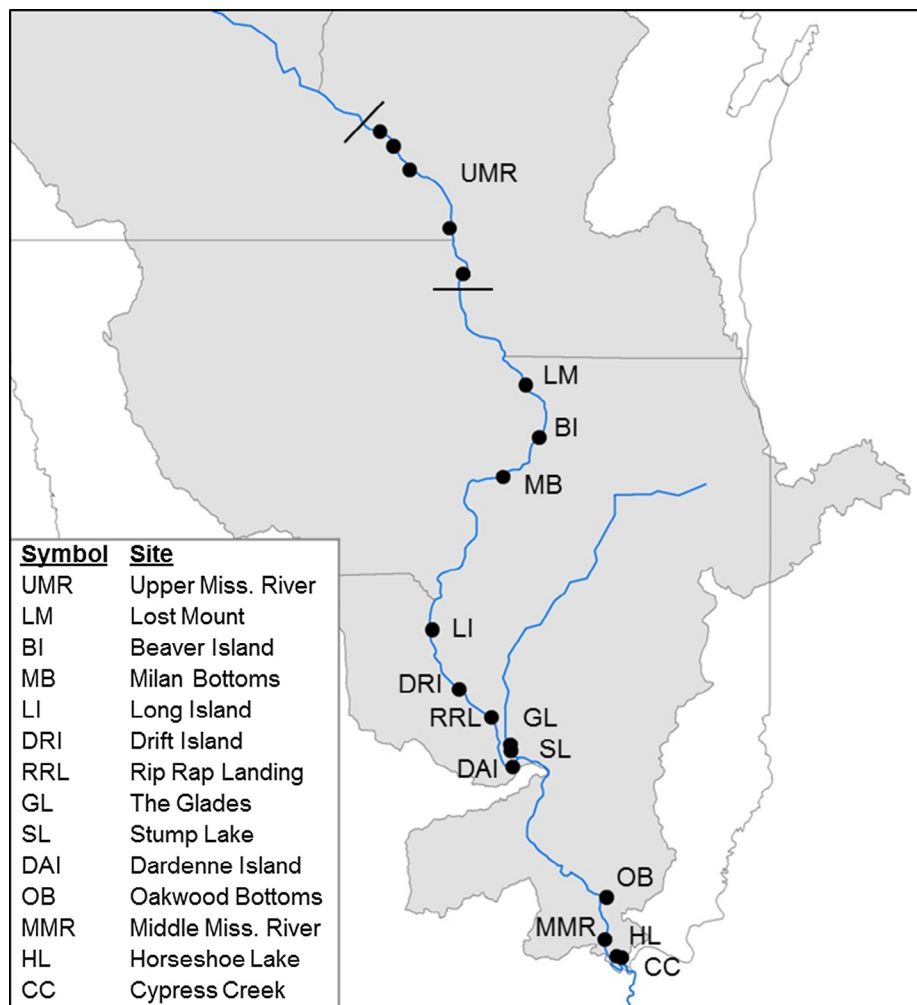 UMR
LM
BI
MB
LI
DRI
RRL
GL
SL
DAI
OB
MMR
HL
CC
Symbol Site
UMR Upper Miss. River
LM Lost Mount
BI Beaver Island
MB Milan Bottoms
LI Long Island
DRI Drift Island
RRL Rip Rap Landing
GL The Glades
SL Stump Lake
DAI Dardenne Island
OB Oakwood Bottoms
MMR Middle Miss. River
HL Horseshoe Lake
CC Cypress Creek